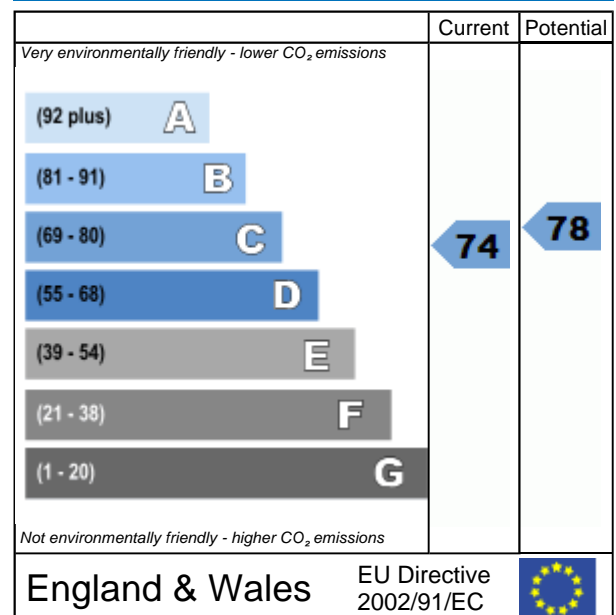 Current Potential
Very environmentally friendly - lower CO₂ emissions
(92 plus) A
(81 - 91) B
(69 - 80) C
74 78
(55 - 68) D
(39 - 54) E
(21 - 38) F
(1 - 20) G
Not environmentally friendly - higher CO₂ emissions
England & Wales
EU Directive
2002/91/EC